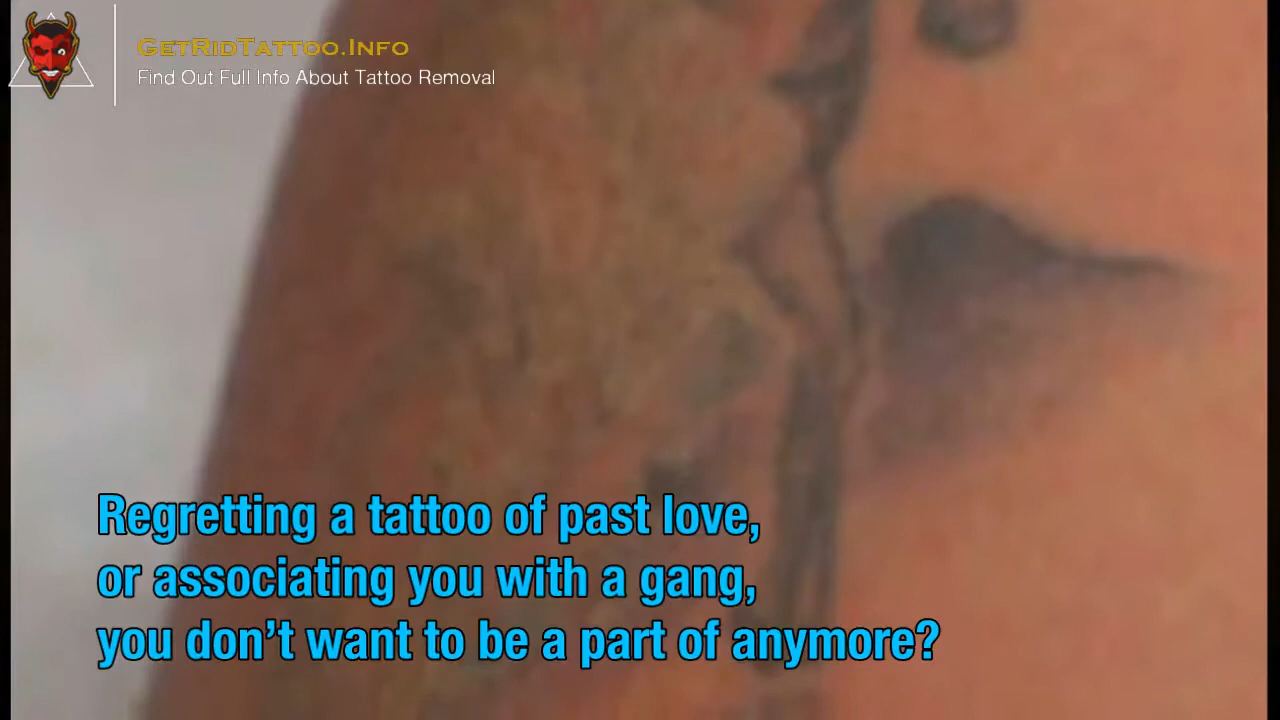 GetRidTattoo.Info
Find Out Full Info About Tattoo Removal
Regretting a tattoo of past love,
or associating you with a gang,
you don't want to be a part of anymore?